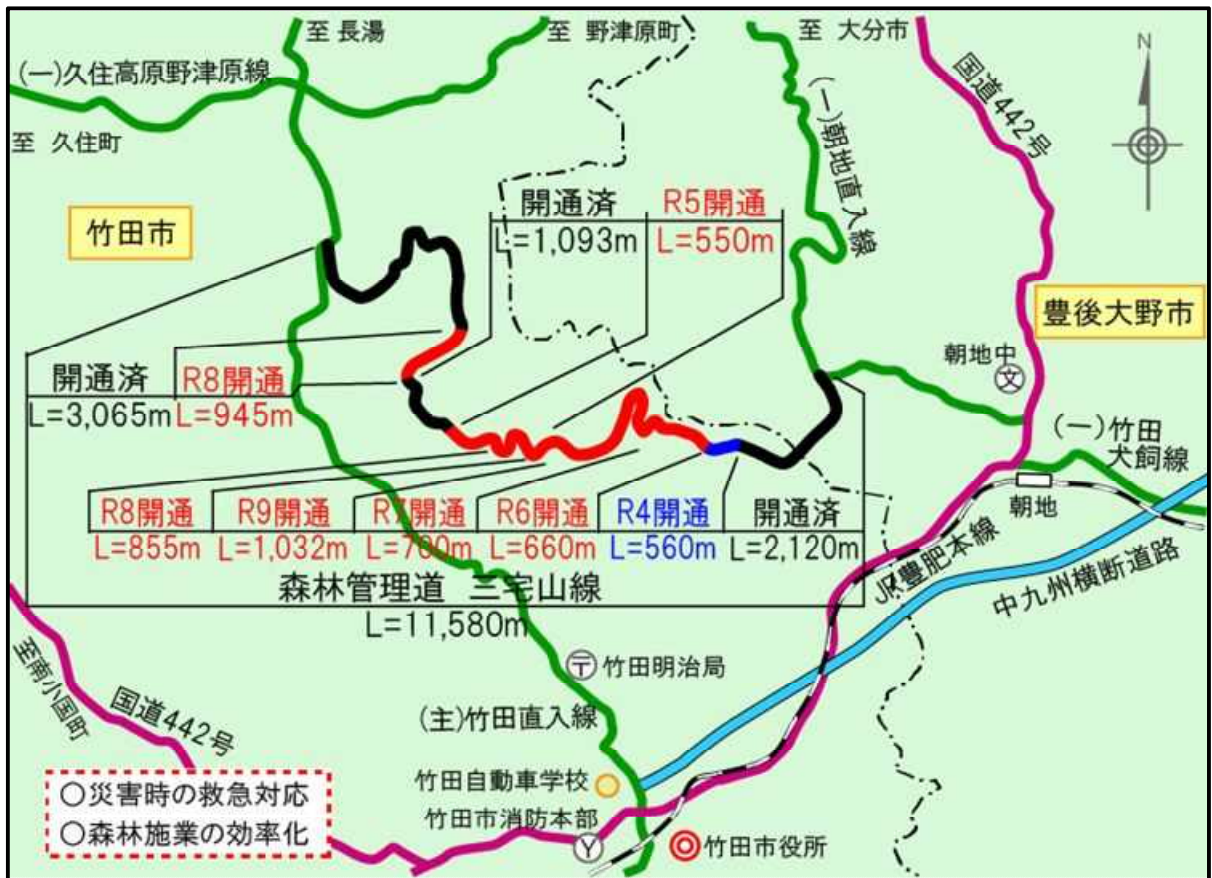 至 長湯
至 野津原町
至 大分市
N
(一)久住高原野津原線
国道442号
至 久住町
(一)朝地直入線
開通済
R5開通
L=1,093m
L=550m
竹田市
豊後大野市
朝地中
文
開通済
R8開通
L=3,065m
L=945m
(一)竹田
犬飼線
朝地
R8開通
R9開通
R7開通
R6開通
R4開通
開通済
L=855m
L=1,032m
L=700m
L=660m
L=560m
L=2,120m
森林管理道 三宅山線
L=11,580m
JR豊肥本線
中九州横断道路
至南小国町
国道442号
〒
竹田明治局
(主)竹田直入線
竹田自動車学校
竹田市消防本部
Y
竹田市役所
○災害時の救急対応
○森林施業の効率化